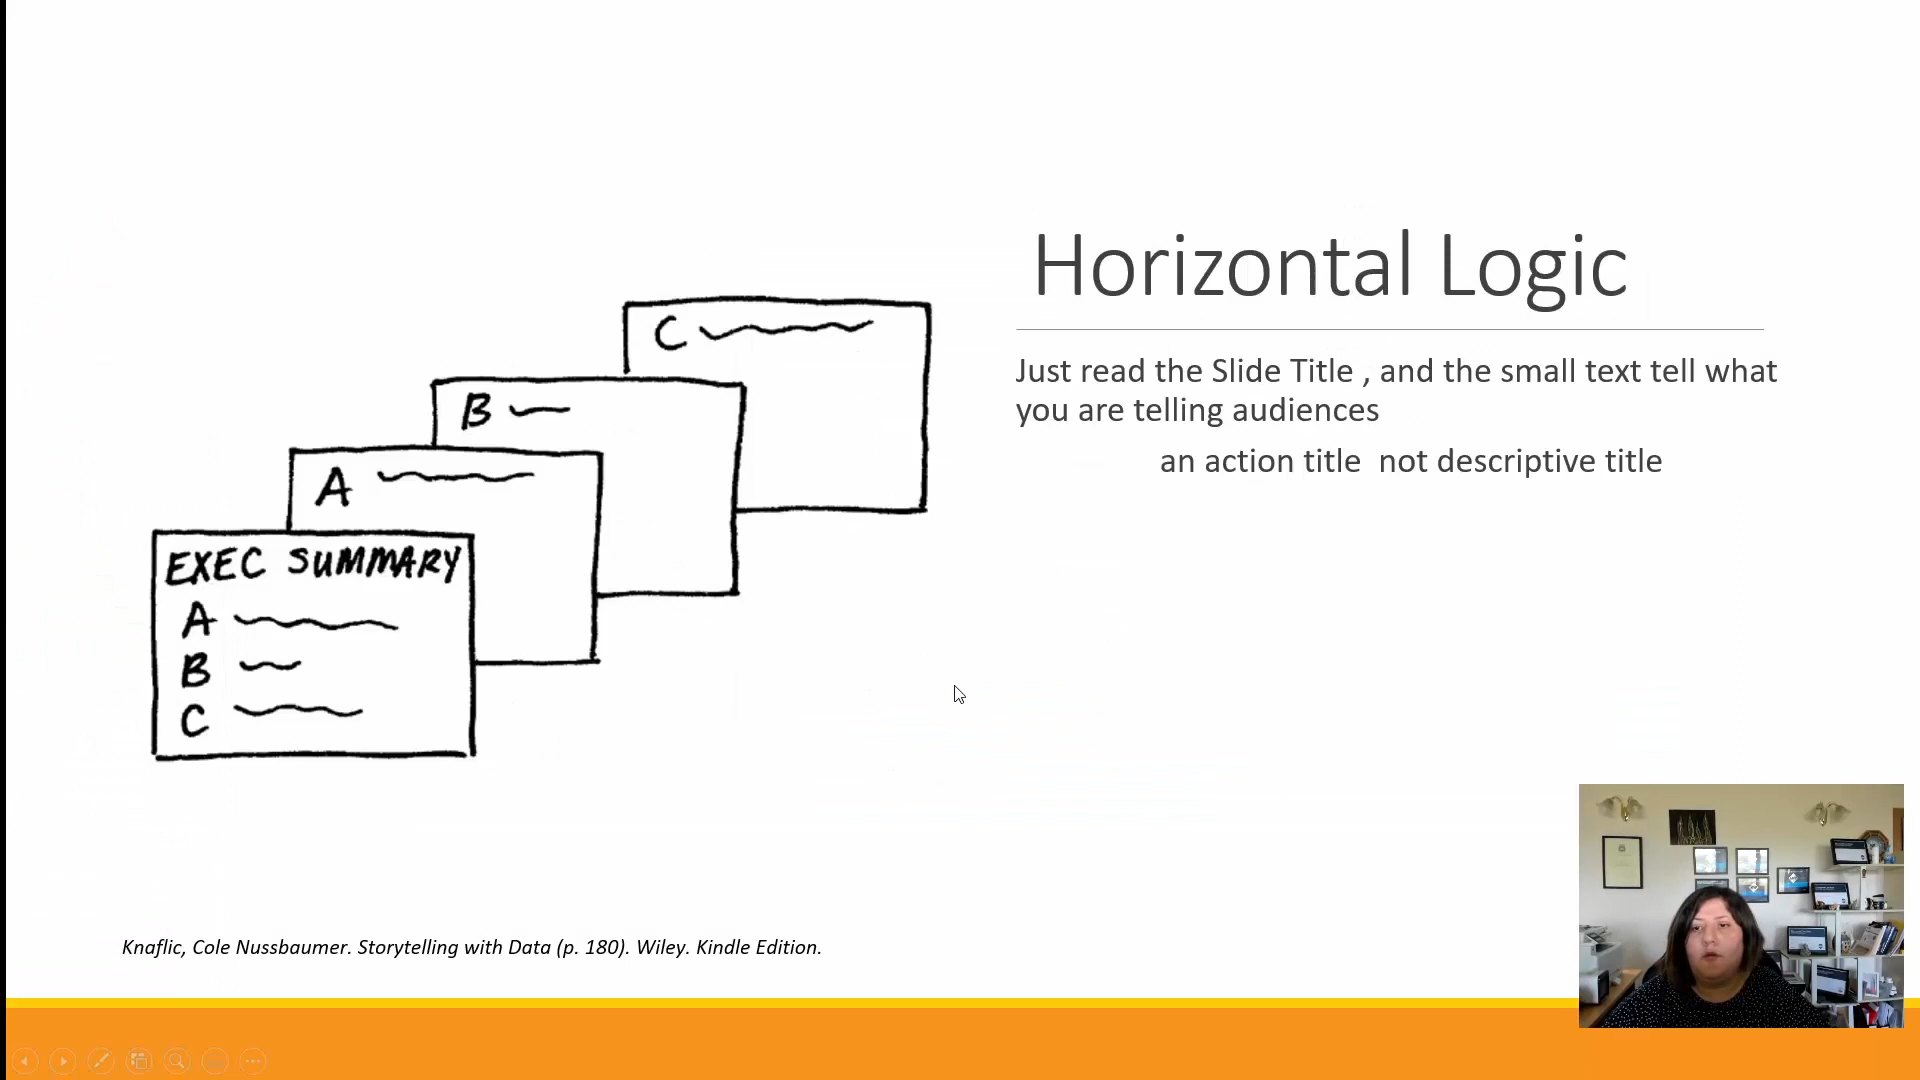 Horizontal Logic
Just read the Slide Title , and the small text tell what
you are telling audiences
an action title  not descriptive title
C
B
A
EXEC SUMMARY
A
B
C
Knaflic, Cole Nussbaumer. Storytelling with Data (p. 180). Wiley. Kindle Edition.